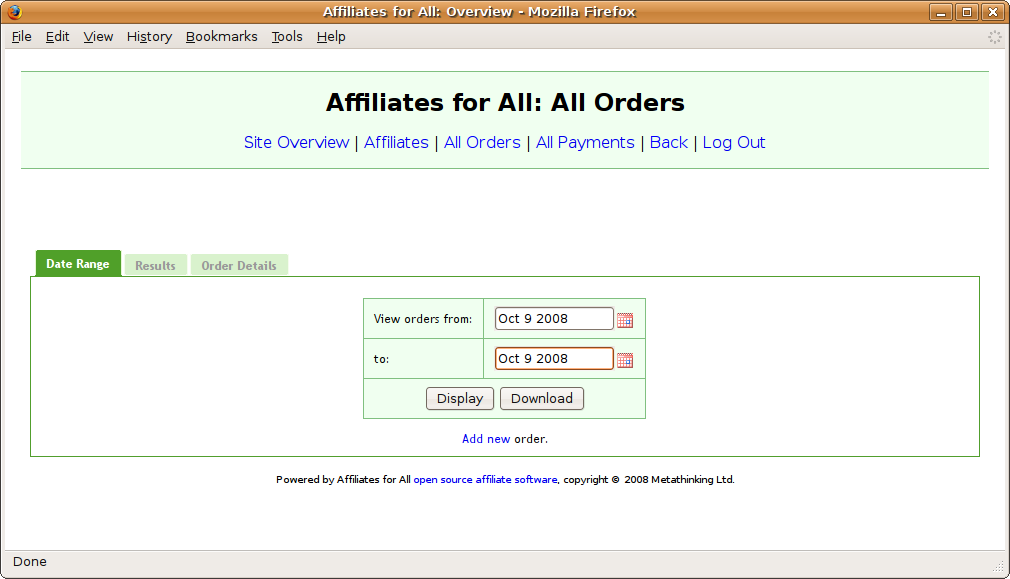 Affiliates for All: Overview - Mozilla Firefox
File Edit View History Bookmarks Tools Help
Affiliates for All: All Orders
Site Overview | Affiliates | All Orders | All Payments | Back | Log Out
Date Range Results Order Details
View orders from: Oct 9 2008
to: Oct 9 2008
Display Download
Add new order.
Powered by Affiliates for All open source affiliate software, copyright © 2008 Metathinking Ltd.
Done